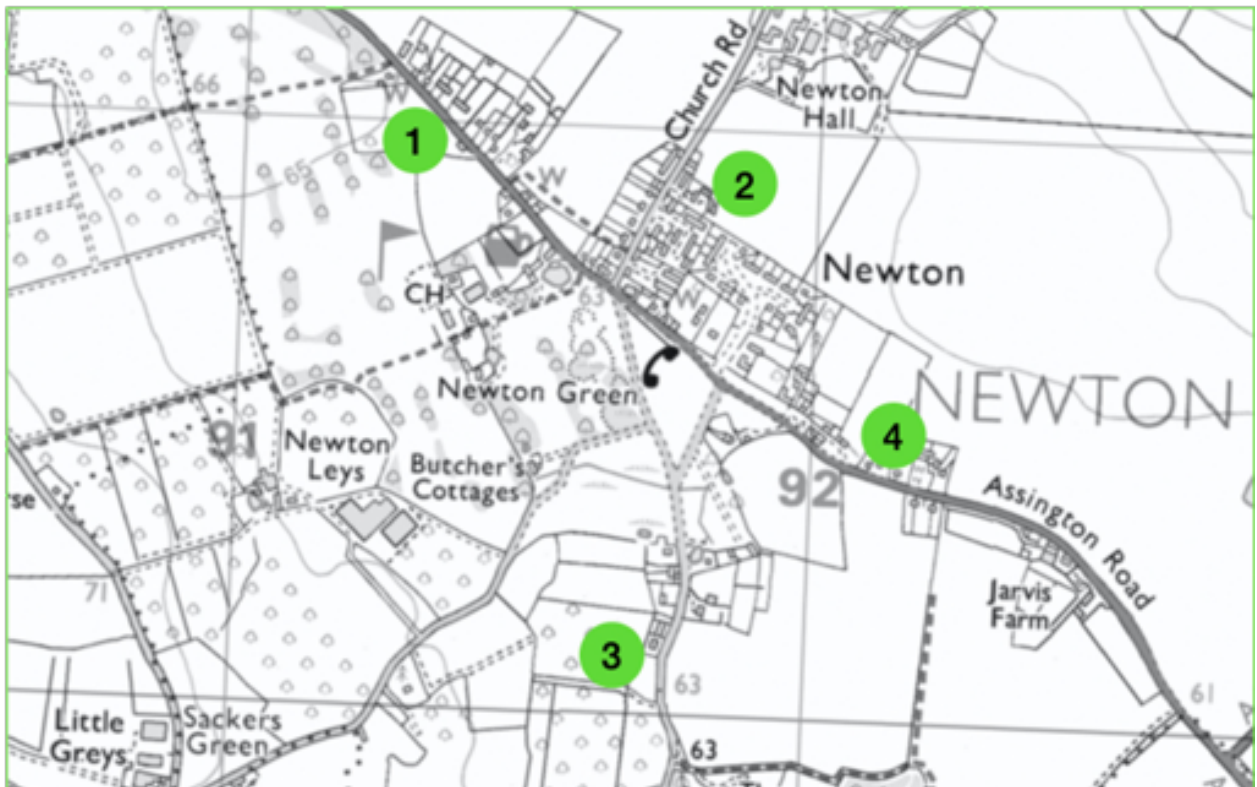 Church Rd
Newton
Hall
66
W
1
2
65
W
Newton
CH
63
W
Newton Green
NEWTON
91
Newton
Leys
Butcher's
Cottages
4
92
Assington Road
rse
71
Jarvis
Farm
3
63
61
Little
Greys
Sackers
Green
63